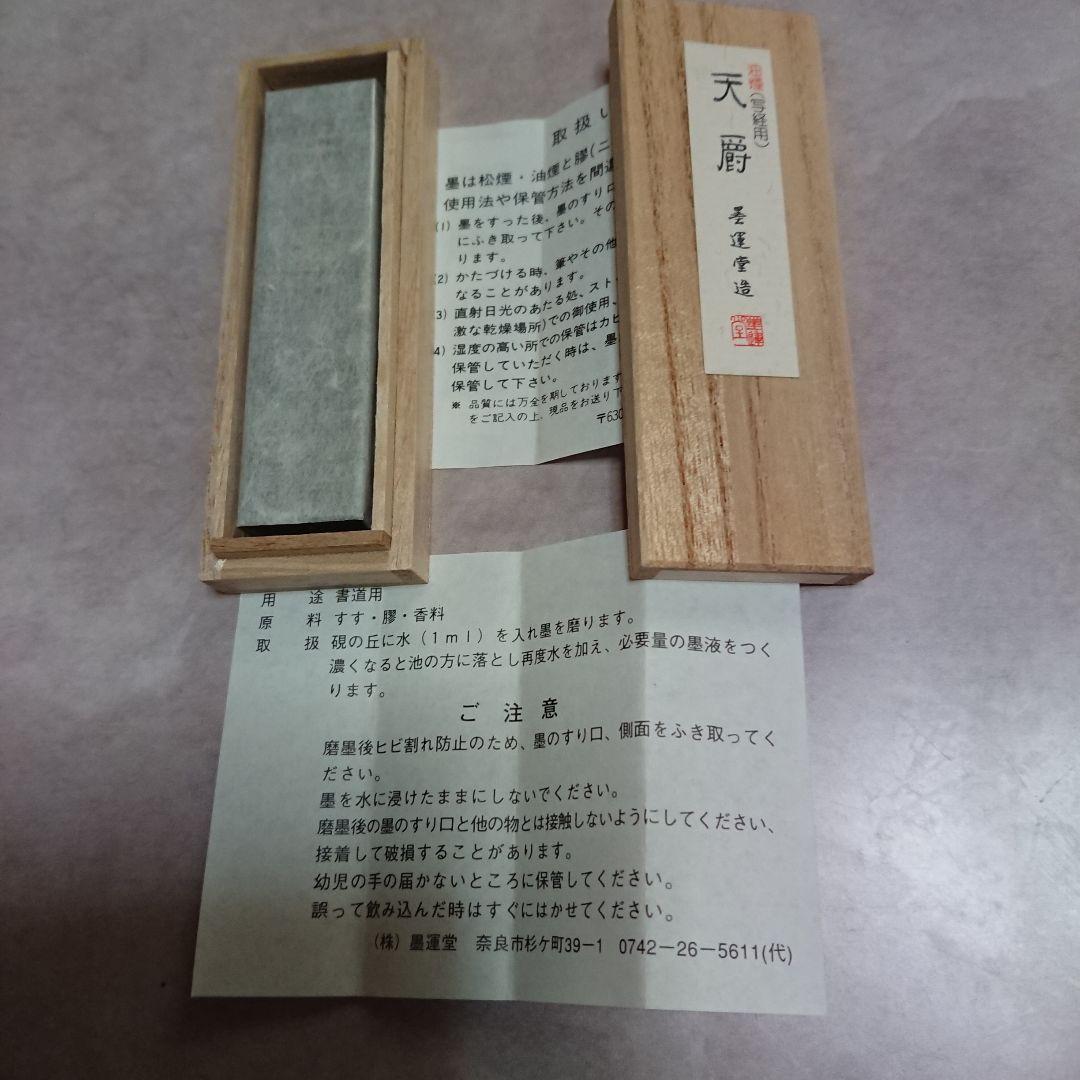 油煙(写経用)
天爵
墨運堂造
取扱い
墨は松煙・油煙と膠(ニ
使用法や保管方法を間違
(1) 墨をすった後、墨のすり口
にふき取って下さい。その
ります。
(2) かたづける時、筆やその他
なることがあります。
3) 直射日光のあたる処、スト
激な乾燥場所)での御使用、
4) 湿度の高い所での保管はカビ
保管していただく時は、墨
保管して下さい。
※ 品質には万全を期しております
をご記入の上、現品をお送り下
〒630
用 途 書道用
原 料 すす・膠・香料
取 扱 硯の丘に水(1ml)を入れ墨を磨ります。
濃くなると池の方に落とし再度水を加え、必要量の墨液をつく
ります。
ご注意
磨墨後ヒビ割れ防止のため、墨のすり口、側面をふき取ってく
ださい。
墨を水に浸けたままにしないでください。
磨墨後の墨のすり口と他の物とは接触しないようにしてください、
接着して破損することがあります。
幼児の手の届かないところに保管してください。
誤って飲み込んだ時はすぐにはかせてください。
(株)墨運堂 奈良市杉ケ町39-1 0742-26-5611(代)